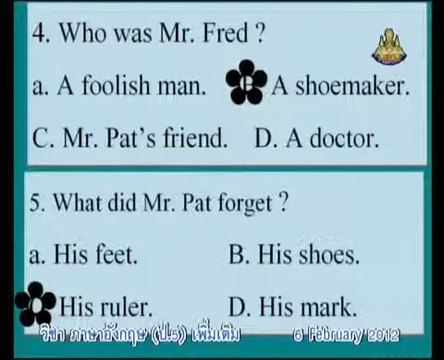 4. Who was Mr. Fred ?
a. A foolish man. B A shoemaker.
C. Mr. Pat's friend. D. A doctor.
5. What did Mr. Pat forget ?
a. His feet. B. His shoes.
His ruler. D. His mark.
วิชา ภาษาอังกฤษ (ป.5) เพิ่มเติม 6 February 2012